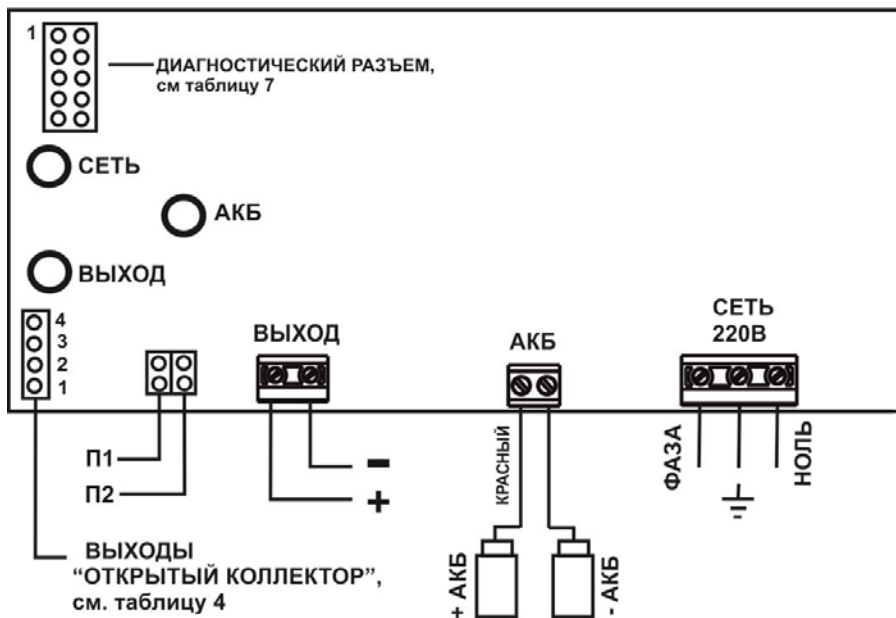 1
ДИАГНОСТИЧЕСКИЙ РАЗЪЕМ,
см таблицу 7
СЕТЬ
АКБ
ВЫХОД
4
3
2
1
ВЫХОД
АКБ
СЕТЬ
220В
П1
П2
-
+
КРАСНЫЙ
ФАЗА
НОЛЬ
ВЫХОДЫ
“ОТКРЫТЫЙ КОЛЛЕКТОР”,
см. таблицу 4
+ АКБ
- АКБ